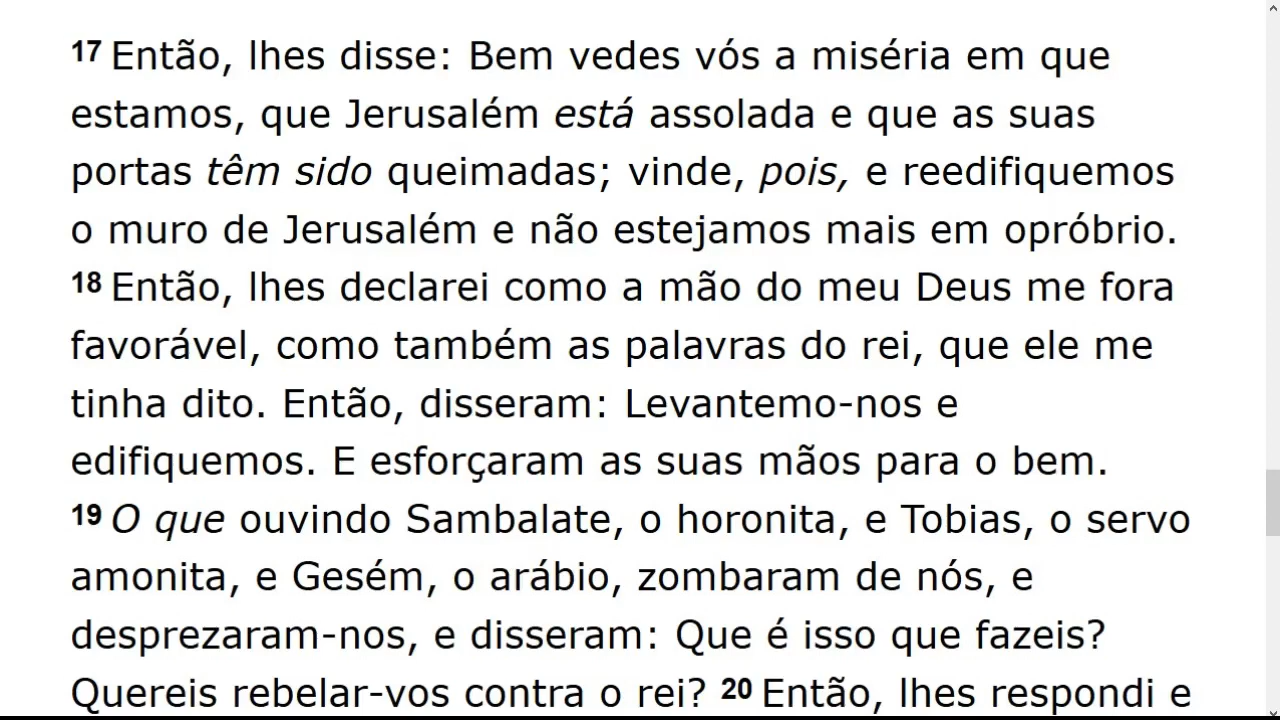 17 Então, lhes disse: Bem vedes vós a miséria em que
estamos, que Jerusalém está assolada e que as suas
portas têm sido queimadas; vinde, pois, e reedifiquemos
o muro de Jerusalém e não estejamos mais em opróbrio.
18 Então, lhes declarei como a mão do meu Deus me fora
favorável, como também as palavras do rei, que ele me
tinha dito. Então, disseram: Levantemo-nos e
edifiquemos. E esforçaram as suas mãos para o bem.
19 O que ouvindo Sambalate, o horonita, e Tobias, o servo
amonita, e Gesém, o arábio, zombaram de nós, e
desprezaram-nos, e disseram: Que é isso que fazeis?
Quereis rebelar-vos contra o rei? 20 Então, lhes respondi e